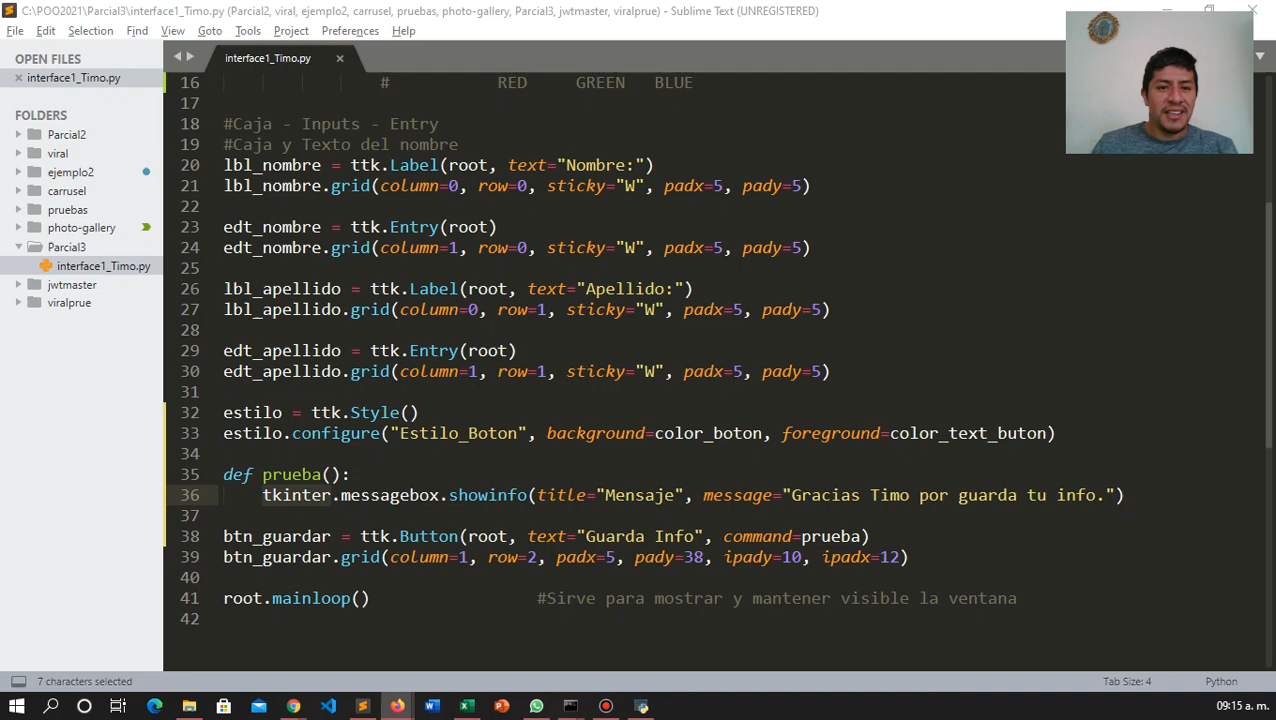 C:\POO2021\Parcial3\interface1_Timo.py (Parcial2, viral, ejemplo2, carrusel, pruebas, photo-gallery, Parcial3, jwtmaster, viralprue) - Sublime Text (UNREGISTERED)
File Edit Selection Find View Goto Tools Project Preferences Help
OPEN FILES
interface1_Timo.py
FOLDERS
Parcial2
viral
ejemplo2
carrusel
pruebas
photo-gallery
Parcial3
interface1_Timo.py
jwtmaster
viralprue
interface1_Timo.py
16 # RED GREEN BLUE
17
18 #Caja - Inputs - Entry
19 #Caja y Texto del nombre
20 lbl_nombre = ttk.Label(root, text="Nombre:")
21 lbl_nombre.grid(column=0, row=0, sticky="W", padx=5, pady=5)
22
23 edt_nombre = ttk.Entry(root)
24 edt_nombre.grid(column=1, row=0, sticky="W", padx=5, pady=5)
25
26 lbl_apellido = ttk.Label(root, text="Apellido:")
27 lbl_apellido.grid(column=0, row=1, sticky="W", padx=5, pady=5)
28
29 edt_apellido = ttk.Entry(root)
30 edt_apellido.grid(column=1, row=1, sticky="W", padx=5, pady=5)
31
32 estilo = ttk.Style()
33 estilo.configure("Estilo_Boton", background=color_boton, foreground=color_text_buton)
34
35 def prueba():
36 tkinter.messagebox.showinfo(title="Mensaje", message="Gracias Timo por guarda tu info.")
37
38 btn_guardar = ttk.Button(root, text="Guarda Info", command=prueba)
39 btn_guardar.grid(column=1, row=2, padx=5, pady=38, ipady=10, ipadx=12)
40
41 root.mainloop() #Sirve para mostrar y mantener visible la ventana
42
7 characters selected
Tab Size: 4
Python
09:15 a. m.